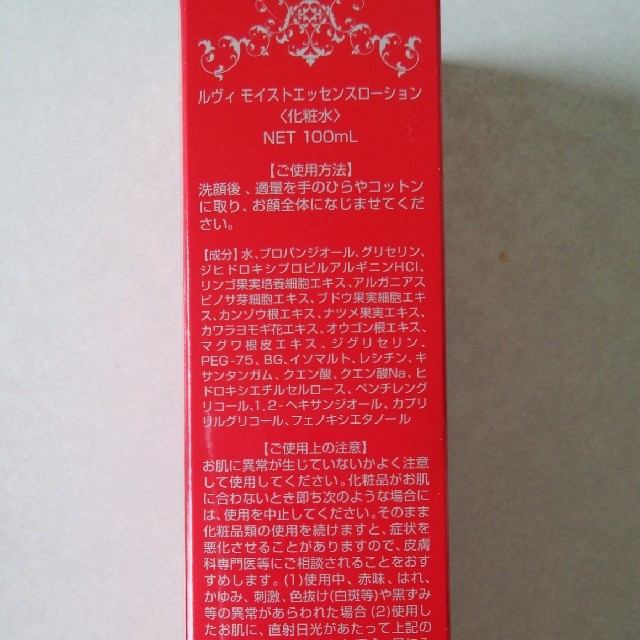 ルヴィ モイストエッセンスローション
〈化粧水〉
NET 100mL
【ご使用方法】
洗顔後、適量を手のひらやコットン
に取り、お顔全体になじませてくだ
さい。
【成分】水、プロパンジオール、グリセリン、
ジヒドロキシプロピルアルギニンHCl、
リンゴ果実培養細胞エキス、アルガニアス
ピノサ芽細胞エキス、ブドウ果実細胞エキ
ス、カンゾウ根エキス、ナツメ果実エキス、
カワラヨモギ花エキス、オウゴン根エキス、
マグワ根皮エキス、ジグリセリン、
PEG-75、BG、イソマルト、レシチン、キ
サンタンガム、クエン酸、クエン酸Na、ヒ
ドロキシエチルセルロース、ペンチレング
リコール、1.2-ヘキサンジオール、カプリ
リルグリコール、フェノキシエタノール
【ご使用上の注意】
お肌に異常が生じていないかよく注意
して使用してください。化粧品がお肌
に合わないとき即ち次のような場合に
は、使用を中止してください。そのまま
化粧品類の使用を続けますと、症状を
悪化させることがありますので、皮膚
科専門医等にご相談されることをおす
すめします。(1)使用中、赤味、はれ、
かゆみ、刺激、色抜け(白斑等)や黒ずみ
等の異常があらわれた場合(2)使用し
たお肌に、直射日光があたって上記の